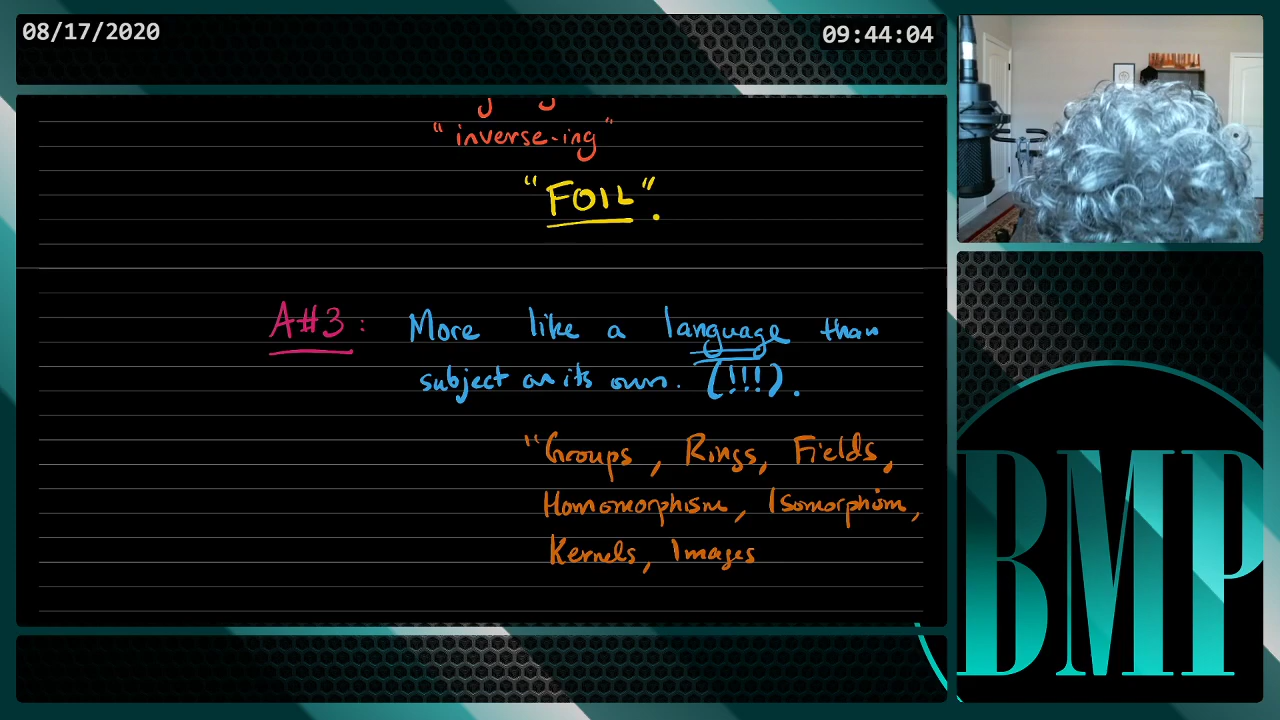 08/17/2020
09:44:04
"inverse-ing"
"FOIL".
A#3: More like a language than
subject on its own. (!!!).
"Groups, Rings, Fields,
Homomorphism, Isomorphism,
Kernels, Images
BMP